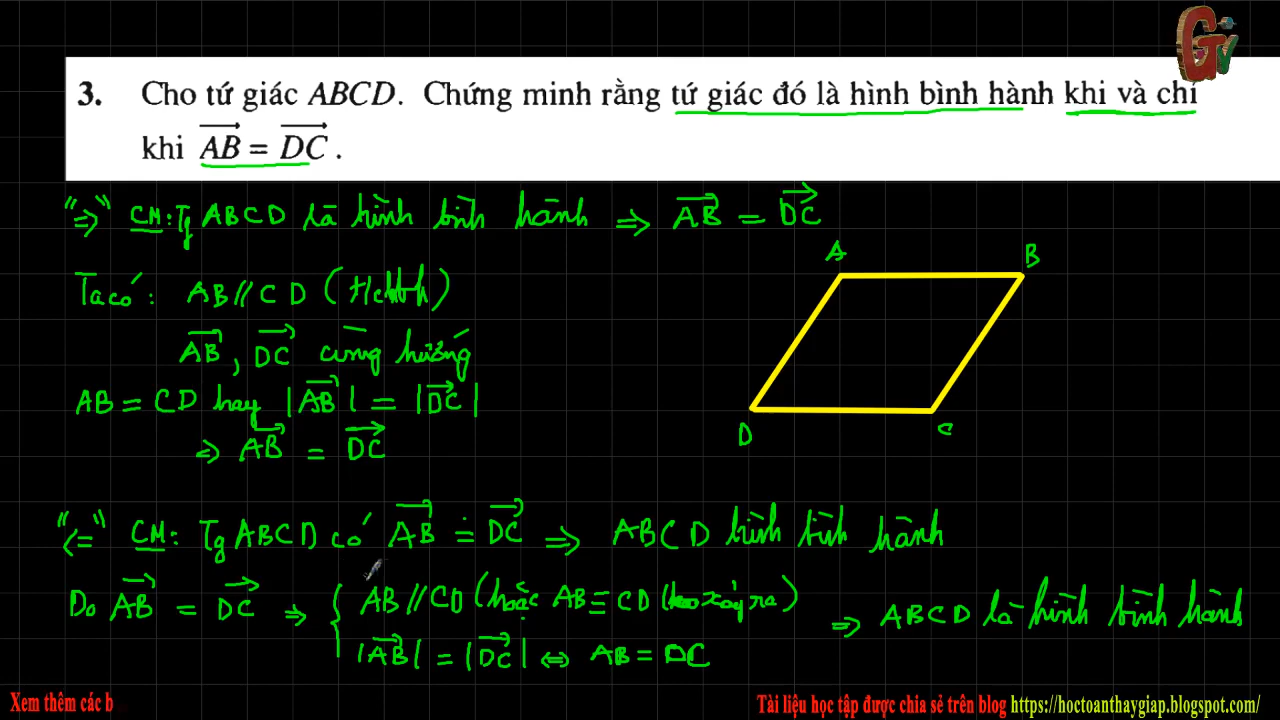 GTV
3. Cho tứ giác ABCD. Chứng minh rằng tứ giác đó là hình bình hành khi và chỉ
khi AB = DC.
"⇒" CM: Tg ABCD là hình bình hành ⇒ AB = DC
A B
Ta có: AB // CD (t/c hbh)
AB, DC cùng hướng
AB = CD hay |AB| = |DC|
⇒ AB = DC
D C
"⇐" CM: Tg ABCD có AB = DC ⇒ ABCD hình bình hành
Do AB = DC ⇒ { AB // CD (hoặc AB ≡ CD (ko xảy ra)
|AB| = |DC| ⇔ AB = DC
⇒ ABCD là hình bình hành
Xem thêm các b
Tài liệu học tập được chia sẻ trên blog https://hoctoanthaygiap.blogspot.com/